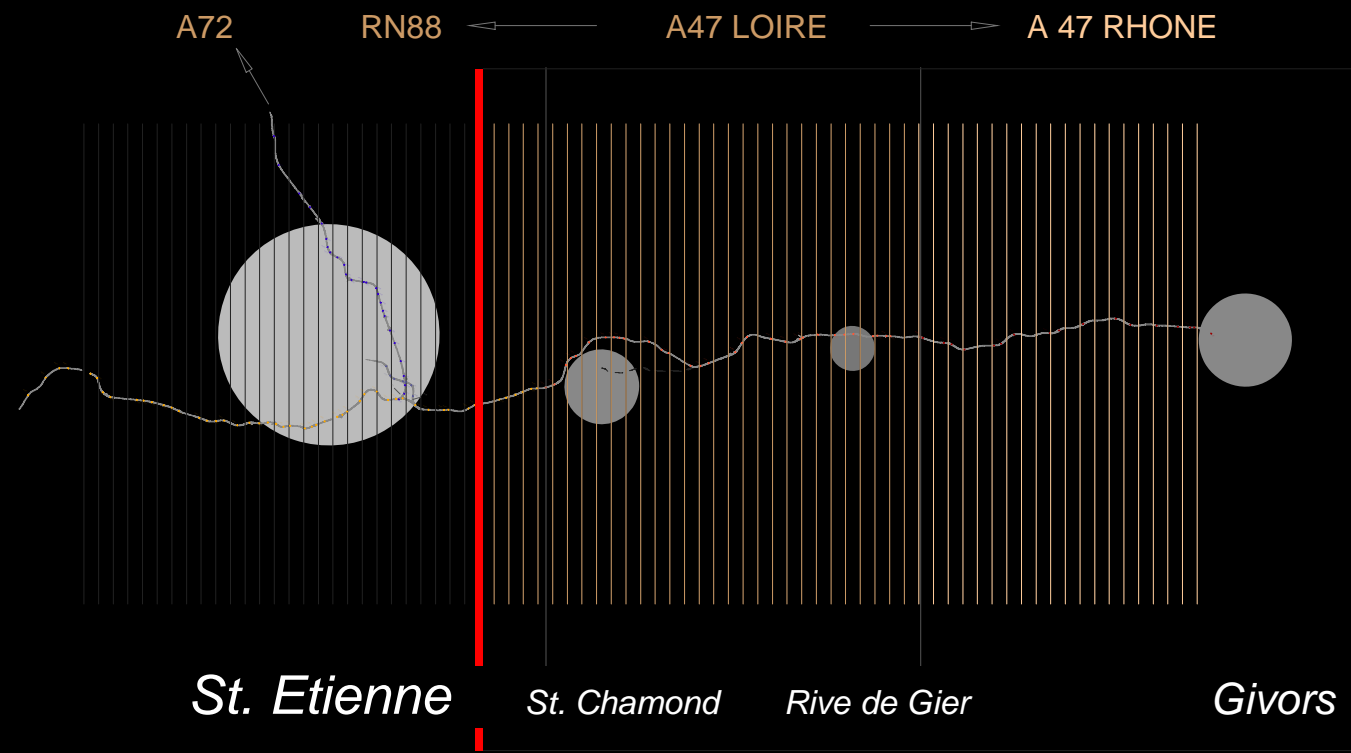 A72 RN88 A47 LOIRE A 47 RHONE
St. Etienne St. Chamond Rive de Gier Givors